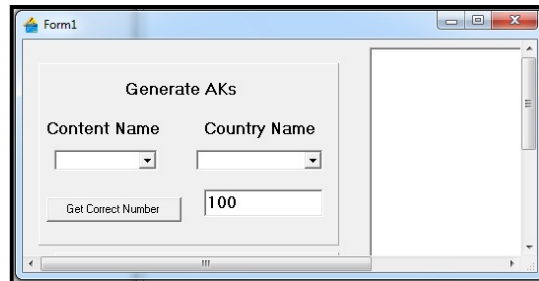 Form1
Generate AKs
Content Name Country Name
Get Correct Number 100